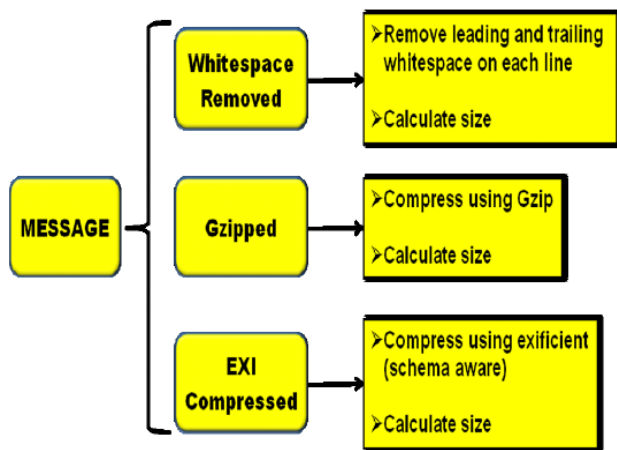 MESSAGE
Whitespace
Removed
➢Remove leading and trailing
whitespace on each line
➢Calculate size
Gzipped
➢Compress using Gzip
➢Calculate size
EXI
Compressed
➢Compress using exificient
(schema aware)
➢Calculate size